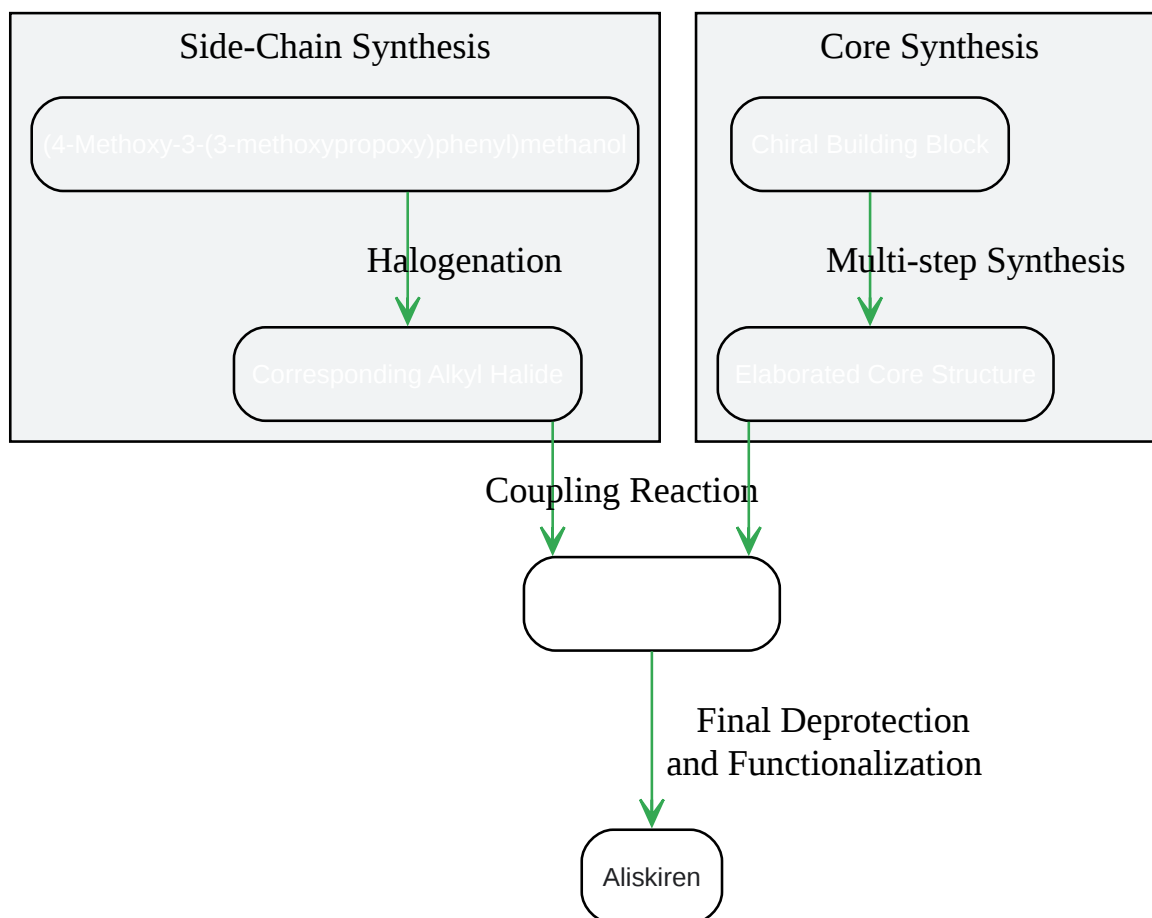 Side-Chain Synthesis
Core Synthesis
(4-Methoxy-3-(3-methoxypropoxy)phenyl)methanol
Chiral Building Block
Halogenation
Multi-step Synthesis
Corresponding Alkyl Halide
Elaborated Core Structure
Coupling Reaction
Final Deprotection
and Functionalization
Aliskiren